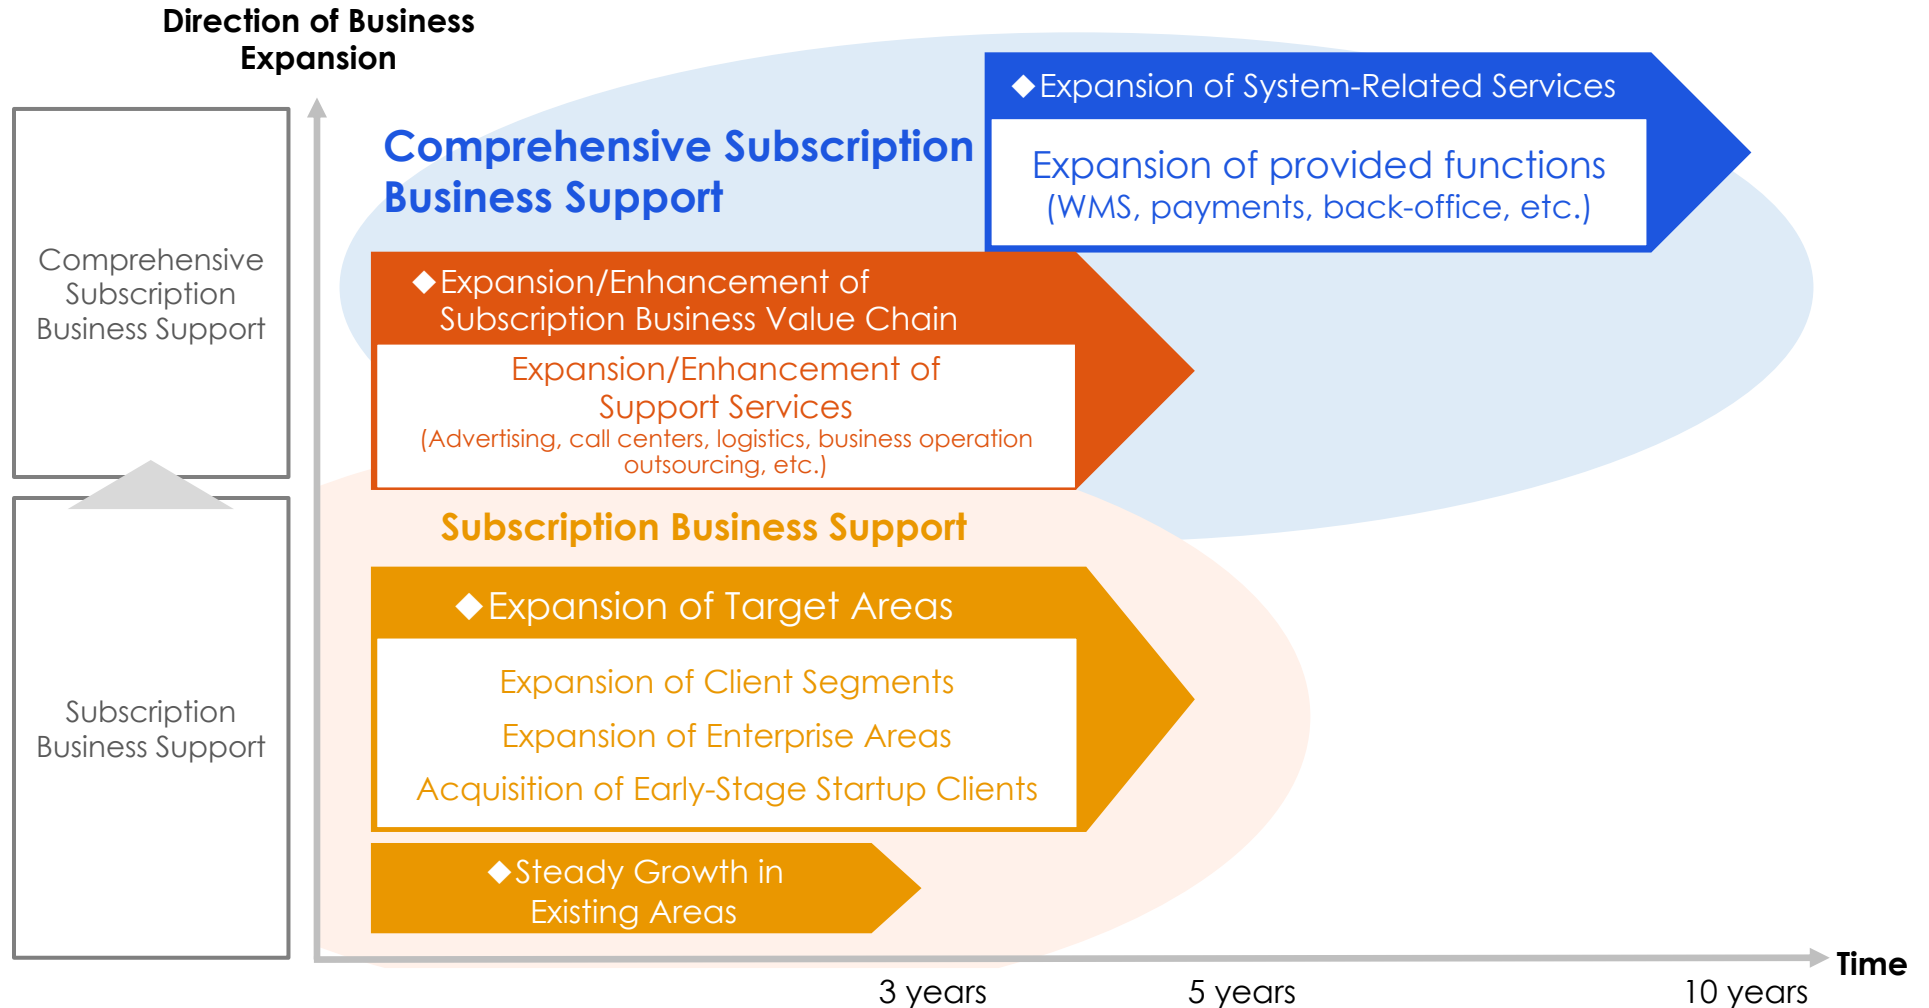 Direction of Business
Expansion
Comprehensive
Subscription
Business Support
Subscription
Business Support
Comprehensive Subscription
Business Support
◆Expansion of System-Related Services
Expansion of provided functions
(WMS, payments, back-office, etc.)
◆Expansion/Enhancement of
Subscription Business Value Chain
Expansion/Enhancement of
Support Services
(Advertising, call centers, logistics, business operation
outsourcing, etc.)
Subscription Business Support
◆Expansion of Target Areas
Expansion of Client Segments
Expansion of Enterprise Areas
Acquisition of Early-Stage Startup Clients
◆Steady Growth in
Existing Areas
Time
3 years
5 years
10 years